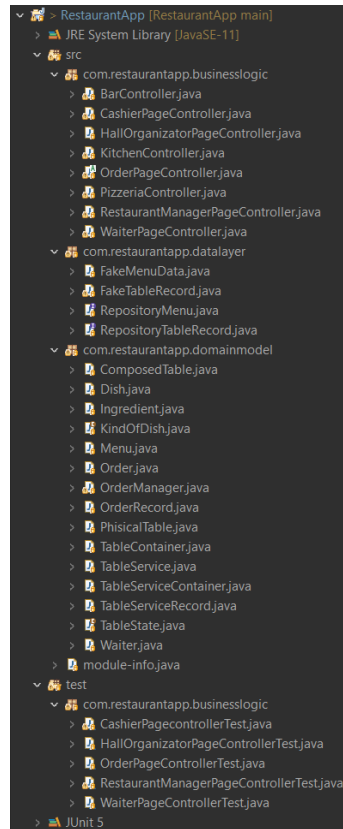 > RestaurantApp [RestaurantApp main]
JRE System Library [JavaSE-11]
src
com.restaurantapp.businesslogic
BarController.java
CashierPageController.java
HallOrganizatorPageController.java
KitchenController.java
OrderPageController.java
PizzeriaController.java
RestaurantManagerPageController.java
WaiterPageController.java
com.restaurantapp.datalayer
FakeMenuData.java
FakeTableRecord.java
RepositoryMenu.java
RepositoryTableRecord.java
com.restaurantapp.domainmodel
ComposedTable.java
Dish.java
Ingredient.java
KindOfDish.java
Menu.java
Order.java
OrderManager.java
OrderRecord.java
PhisicalTable.java
TableContainer.java
TableService.java
TableServiceContainer.java
TableServiceRecord.java
TableState.java
Waiter.java
module-info.java
test
com.restaurantapp.businesslogic
CashierPagecontrollerTest.java
HallOrganizatorPageControllerTest.java
OrderPageControllerTest.java
RestaurantManagerPageControllerTest.java
WaiterPageControllerTest.java
JUnit 5